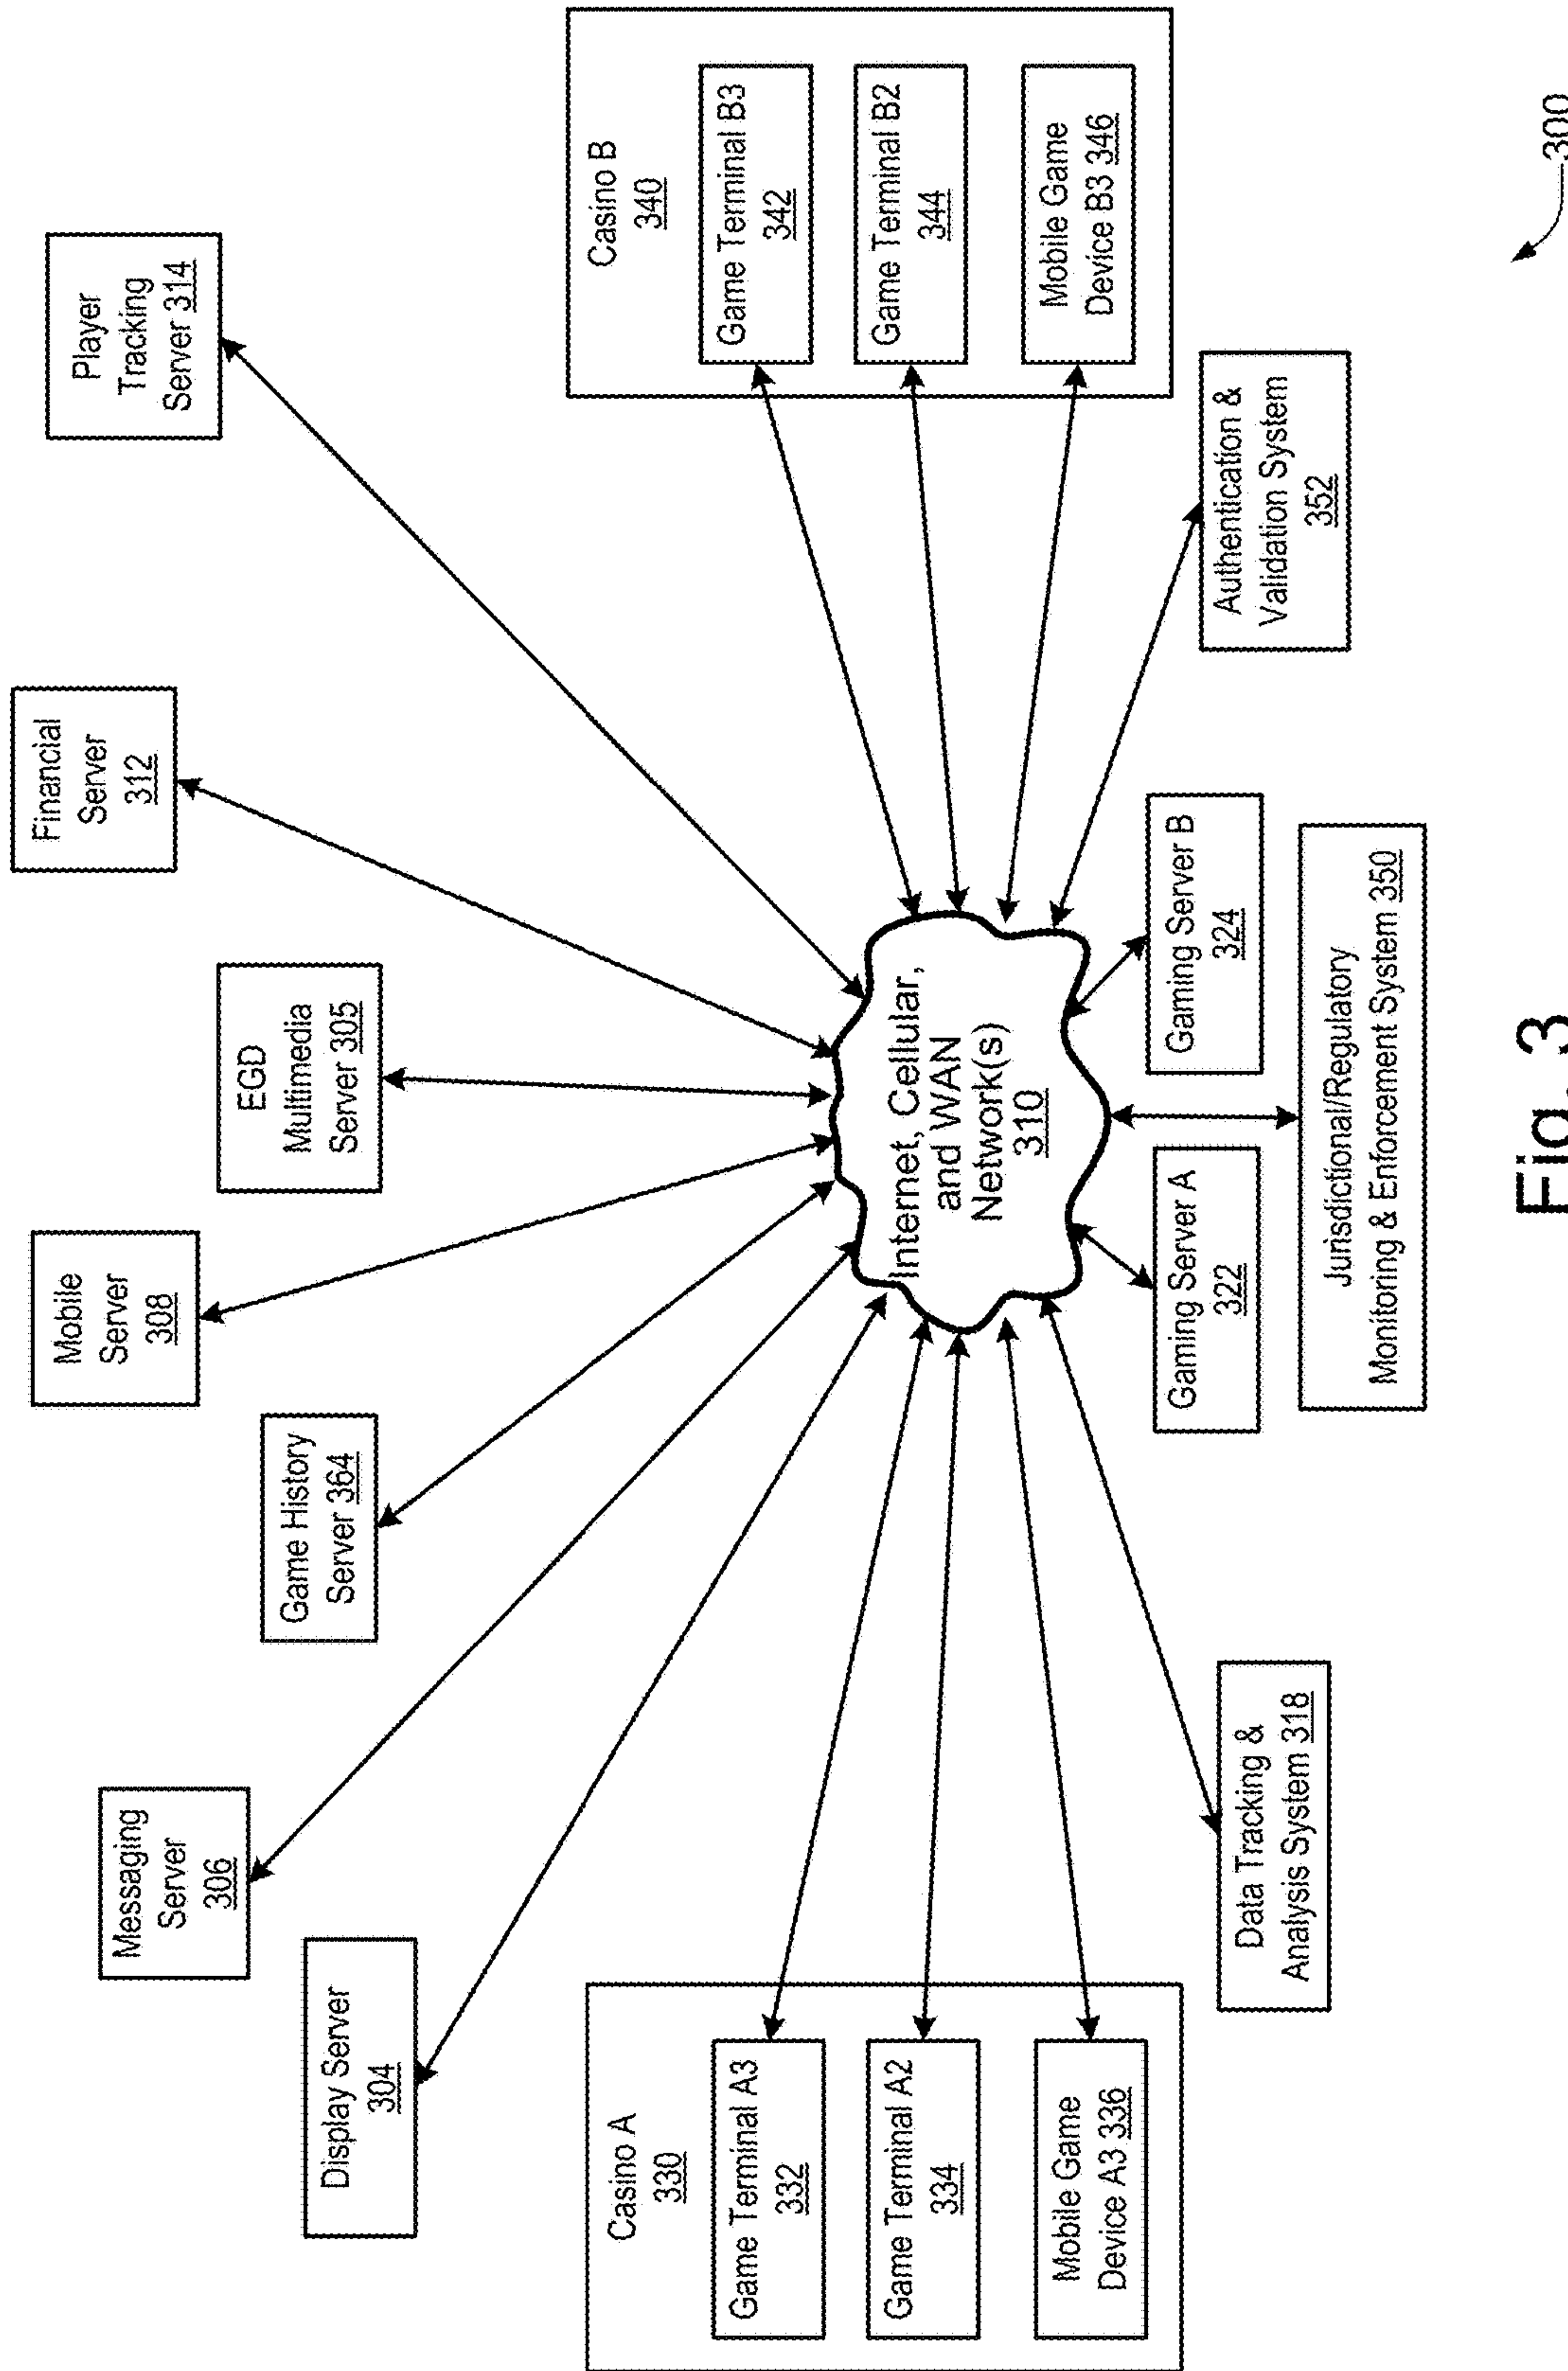 Messaging
Server
306
Display Server
304
Game History
Server 364
Mobile
Server
308
EGD
Multimedia
Server 305
Financial
Server
312
Player
Tracking
Server 314
Casino A
330
Game Terminal A3
332
Game Terminal A2
334
Mobile Game
Device A3 336
Internet, Cellular,
and WAN
Network(s)
310
Casino B
340
Game Terminal B3
342
Game Terminal B2
344
Mobile Game
Device B3 346
Data Tracking &
Analysis System 318
Gaming Server A
322
Gaming Server B
324
Authentication &
Validation System
352
Jurisdictional/Regulatory
Monitoring & Enforcement System 350
300
Fig. 3